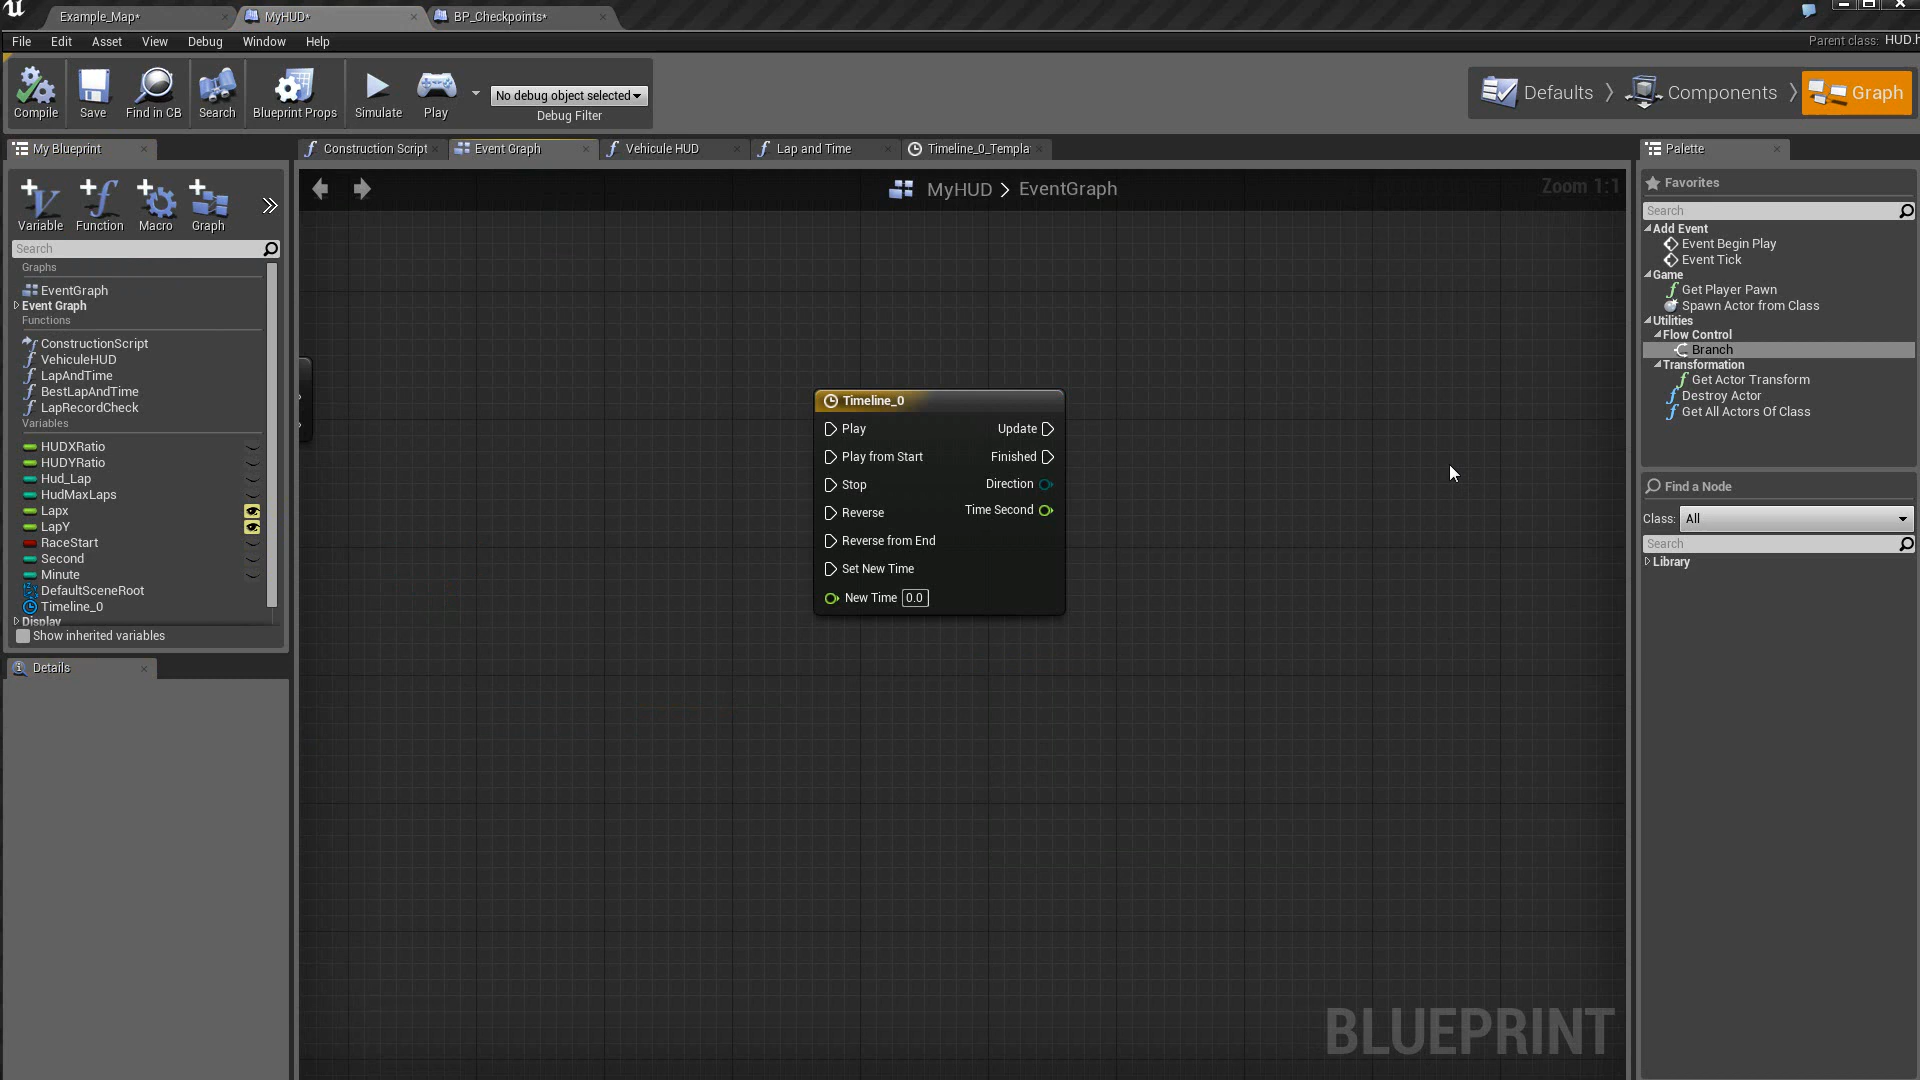 Example_Map*
MyHUD*
BP_Checkpoints*
File Edit Asset View Debug Window Help
Parent class: HUD.h
Compile
Save
Find in CB
Search
Blueprint Props
Simulate
Play
No debug object selected
Debug Filter
Defaults
Components
Graph
My Blueprint
Construction Script
Event Graph
Vehicule HUD
Lap and Time
Timeline_0_Templa
Palette
Variable
Function
Macro
Graph
Search
Graphs
EventGraph
Event Graph
Functions
ConstructionScript
VehiculeHUD
LapAndTime
BestLapAndTime
LapRecordCheck
Variables
HUDXRatio
HUDYRatio
Hud_Lap
HudMaxLaps
Lapx
LapY
RaceStart
Second
Minute
DefaultSceneRoot
Timeline_0
Display
Show inherited variables
Details
MyHUD > EventGraph
Zoom 1:1
Timeline_0
Play
Update
Play from Start
Finished
Stop
Direction
Reverse
Time Second
Reverse from End
Set New Time
New Time 0.0
BLUEPRINT
Favorites
Search
Add Event
Event Begin Play
Event Tick
Game
Get Player Pawn
Spawn Actor from Class
Utilities
Flow Control
Branch
Transformation
Get Actor Transform
Destroy Actor
Get All Actors Of Class
Find a Node
Class: All
Search
Library